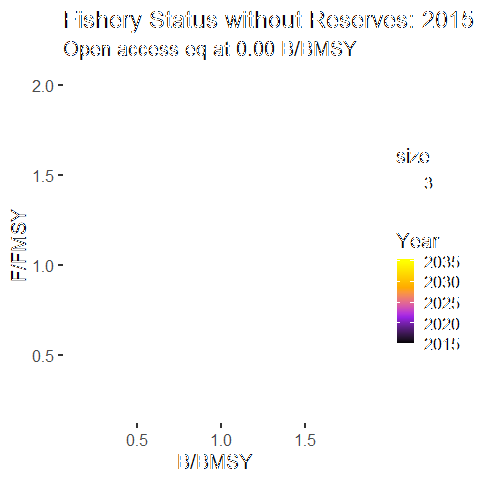 Fishery Status without Reserves: 2015
Open access eq at 0.00 B/BMSY
2.0
1.5
1.0
0.5
F/FMSY
0.5 1.0 1.5
B/BMSY
size
3
Year
2035
2030
2025
2020
2015